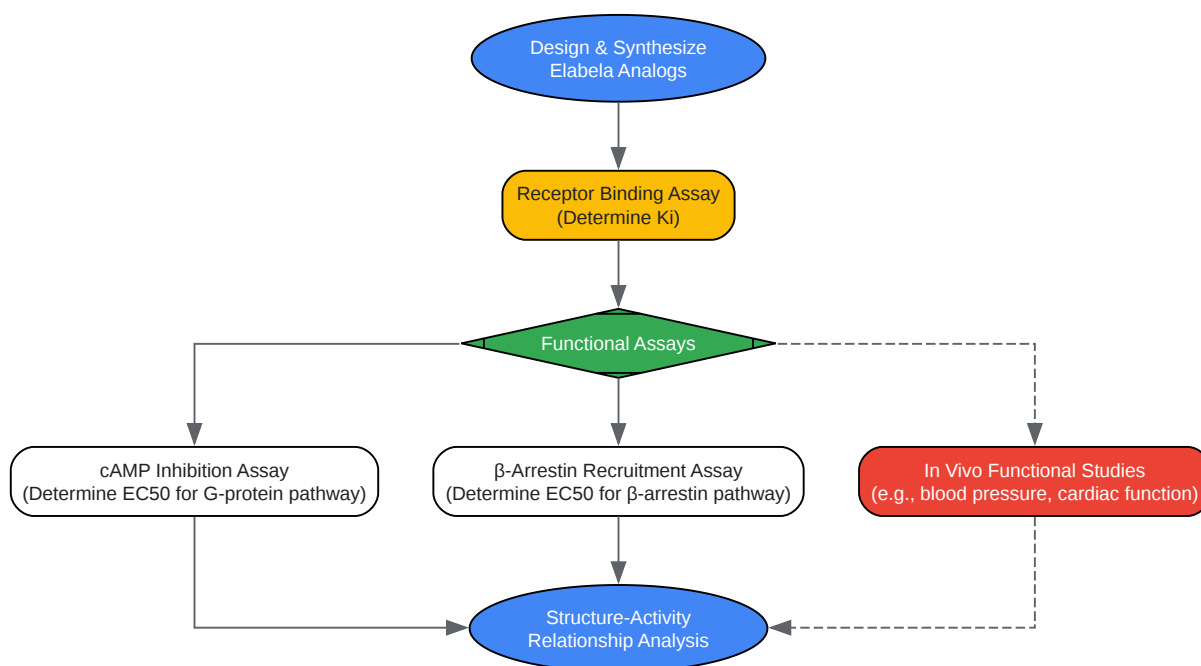 Design & Synthesize
Elabela Analogs
Receptor Binding Assay
(Determine Ki)
Functional Assays
cAMP Inhibition Assay
(Determine EC50 for G-protein pathway)
β-Arrestin Recruitment Assay
(Determine EC50 for β-arrestin pathway)
In Vivo Functional Studies
(e.g., blood pressure, cardiac function)
Structure-Activity
Relationship Analysis